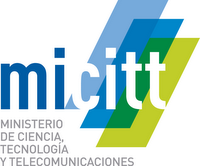 micitt
MINISTERIO
DE CIENCIA,
TECNOLOGÍA
Y TELECOMUNICACIONES